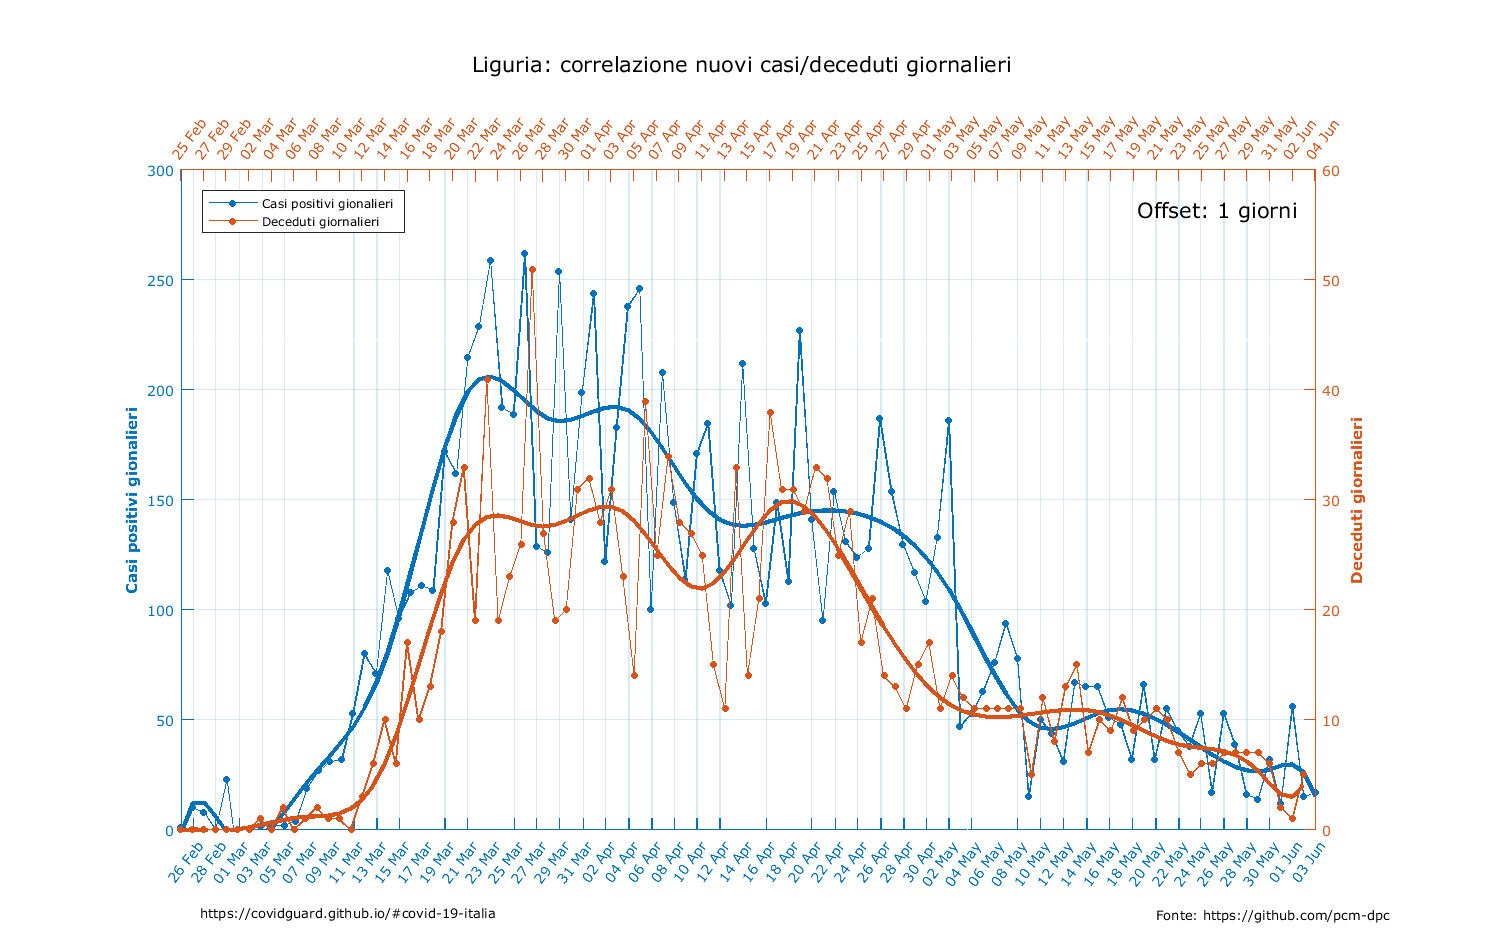 Liguria: correlazione nuovi casi/deceduti giornalieri
25 Feb
27 Feb
29 Feb
02 Mar
04 Mar
06 Mar
08 Mar
10 Mar
12 Mar
14 Mar
16 Mar
18 Mar
20 Mar
22 Mar
24 Mar
26 Mar
28 Mar
30 Mar
01 Apr
03 Apr
05 Apr
07 Apr
09 Apr
11 Apr
13 Apr
15 Apr
17 Apr
19 Apr
21 Apr
23 Apr
25 Apr
27 Apr
29 Apr
01 May
03 May
05 May
07 May
09 May
11 May
13 May
15 May
17 May
19 May
21 May
23 May
25 May
27 May
29 May
31 May
02 Jun
04 Jun
Casi positivi gionalieri
Deceduti giornalieri
Offset: 1 giorni
300
250
200
150
100
50
0
Casi positivi gionalieri
60
50
40
30
20
10
0
Deceduti giornalieri
26 Feb
28 Feb
01 Mar
03 Mar
05 Mar
07 Mar
09 Mar
11 Mar
13 Mar
15 Mar
17 Mar
19 Mar
21 Mar
23 Mar
25 Mar
27 Mar
29 Mar
31 Mar
02 Apr
04 Apr
06 Apr
08 Apr
10 Apr
12 Apr
14 Apr
16 Apr
18 Apr
20 Apr
22 Apr
24 Apr
26 Apr
28 Apr
30 Apr
02 May
04 May
06 May
08 May
10 May
12 May
14 May
16 May
18 May
20 May
22 May
24 May
26 May
28 May
30 May
01 Jun
03 Jun
https://covidguard.github.io/#covid-19-italia
Fonte: https://github.com/pcm-dpc